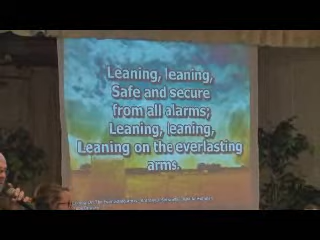 Leaning, leaning,
Safe and secure
from all alarms;
Leaning, leaning,
Leaning on the everlasting
arms.